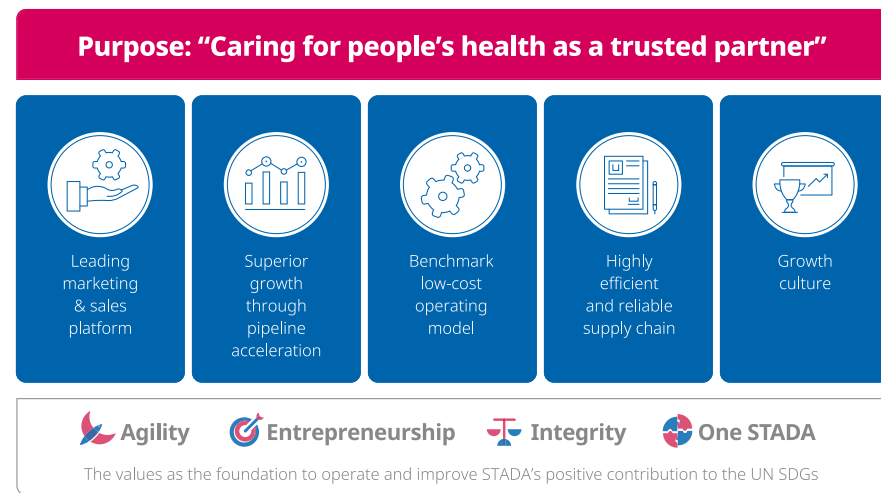 Purpose: “Caring for people’s health as a trusted partner”
Leading
marketing
& sales
platform
Superior
growth
through
pipeline
acceleration
Benchmark
low-cost
operating
model
Highly
efficient
and reliable
supply chain
Growth
culture
Agility
Entrepreneurship
Integrity
One STADA
The values as the foundation to operate and improve STADA’s positive contribution to the UN SDGs